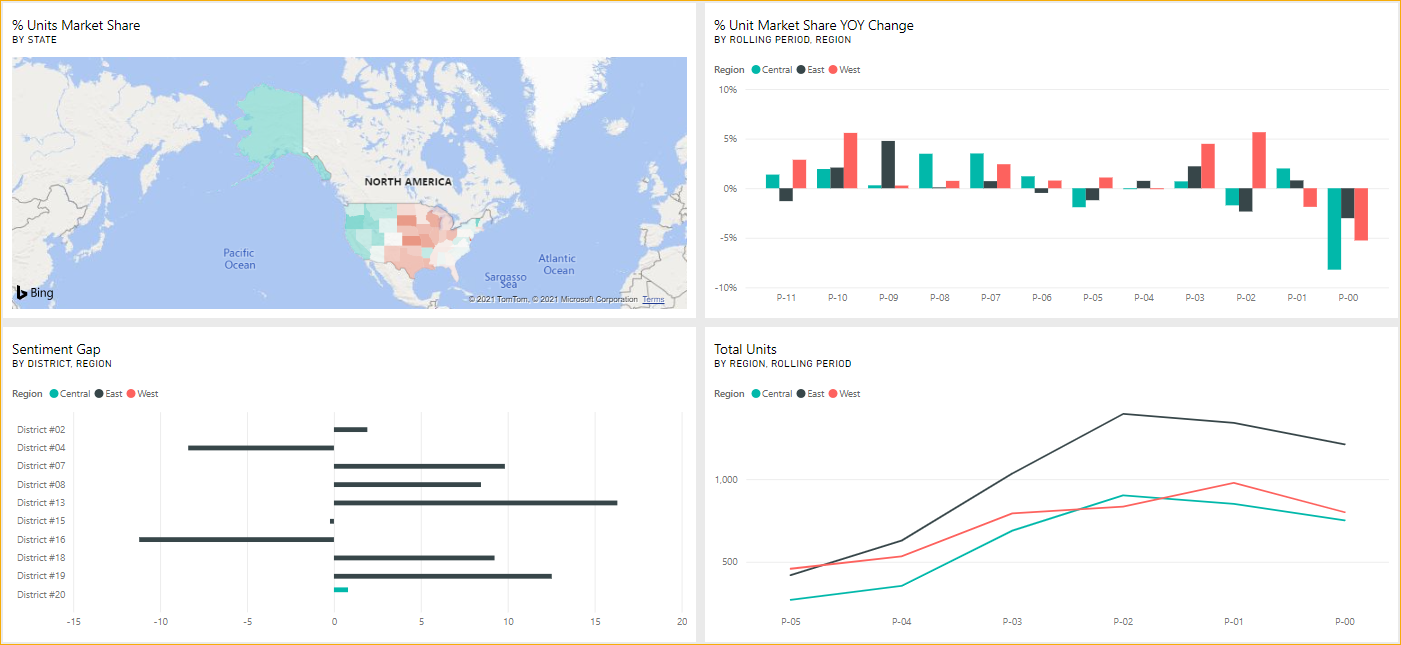 % Units Market Share
BY STATE
NORTH AMERICA
Pacific
Ocean
Atlantic
Ocean
Sargasso
Sea
Bing
© 2021 TomTom, © 2021 Microsoft Corporation Terms
% Unit Market Share YOY Change
BY ROLLING PERIOD, REGION
Region Central East West
10%
5%
0%
-5%
-10%
P-11 P-10 P-09 P-08 P-07 P-06 P-05 P-04 P-03 P-02 P-01 P-00
Sentiment Gap
BY DISTRICT, REGION
Region Central East West
District #02
District #04
District #07
District #08
District #13
District #15
District #16
District #18
District #19
District #20
-15 -10 -5 0 5 10 15 20
Total Units
BY REGION, ROLLING PERIOD
Region Central East West
1,000
500
P-05 P-04 P-03 P-02 P-01 P-00